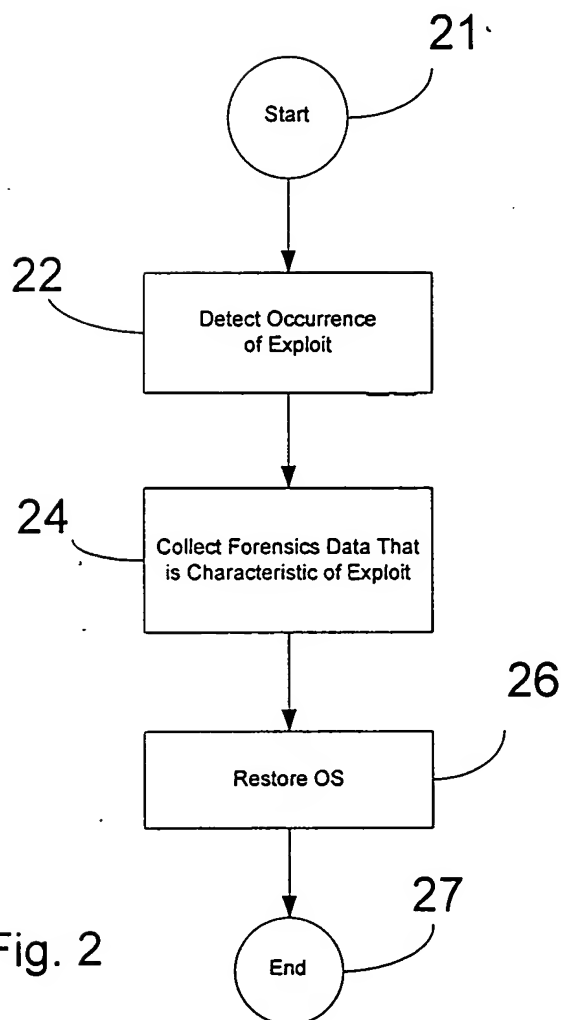 21
Start
22
Detect Occurrence
of Exploit
24
Collect Forensics Data That
is Characteristic of Exploit
26
Restore OS
27
End
Fig. 2